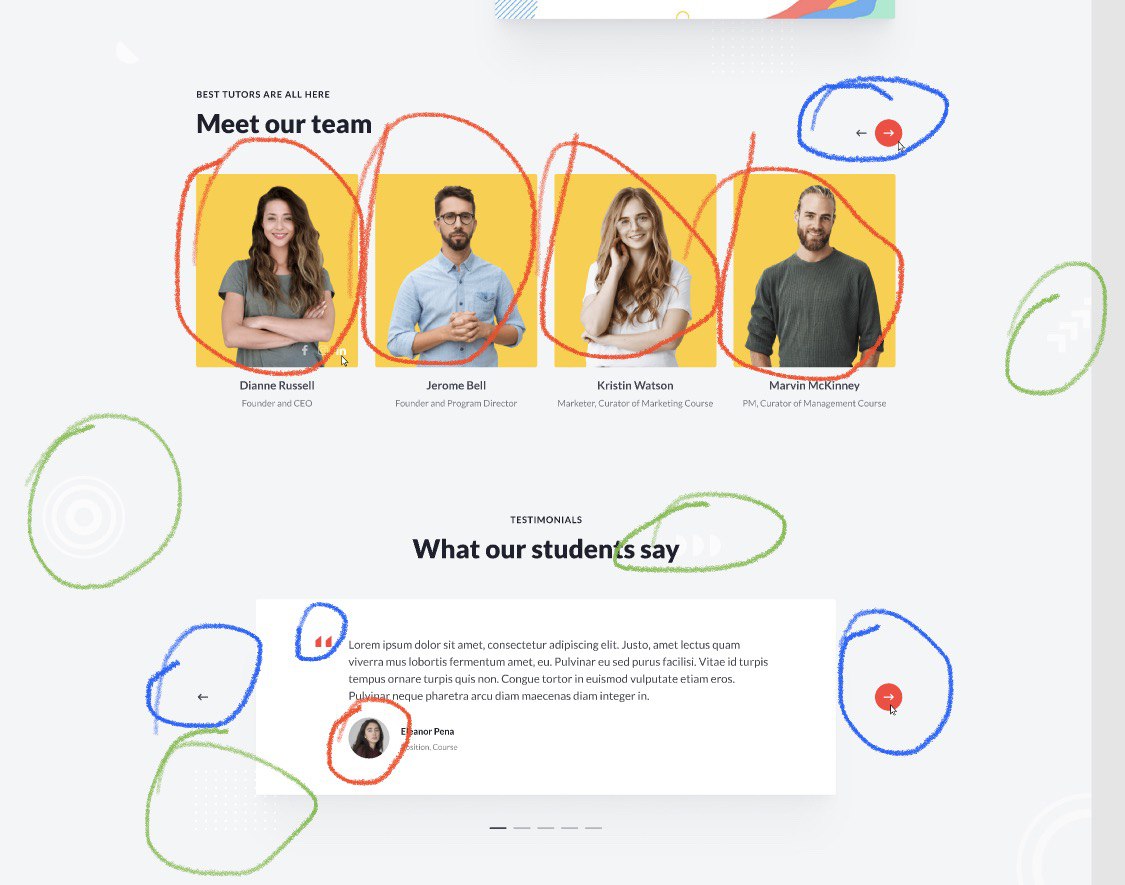 BEST TUTORS ARE ALL HERE
Meet our team
Dianne Russell
Founder and CEO
Jerome Bell
Founder and Program Director
Kristin Watson
Marketer, Curator of Marketing Course
Marvin McKinney
PM, Curator of Management Course
TESTIMONIALS
What our students say
Lorem ipsum dolor sit amet, consectetur adipiscing elit. Justo, amet lectus quam
viverra mus lobortis fermentum amet, eu. Pulvinar eu sed purus facilisi. Vitae id turpis
tempus ornare turpis quis non. Congue tortor in euismod vulputate etiam eros.
Pulvinar neque pharetra arcu diam maecenas diam integer in.
Eleanor Pena
Position, Course